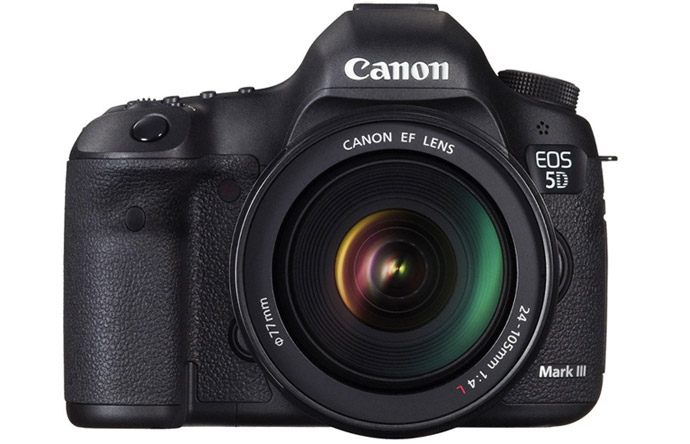 Canon
CANON EF LENS
EOS
5D
Φ77mm
24-105mm 1:4 L
Mark III